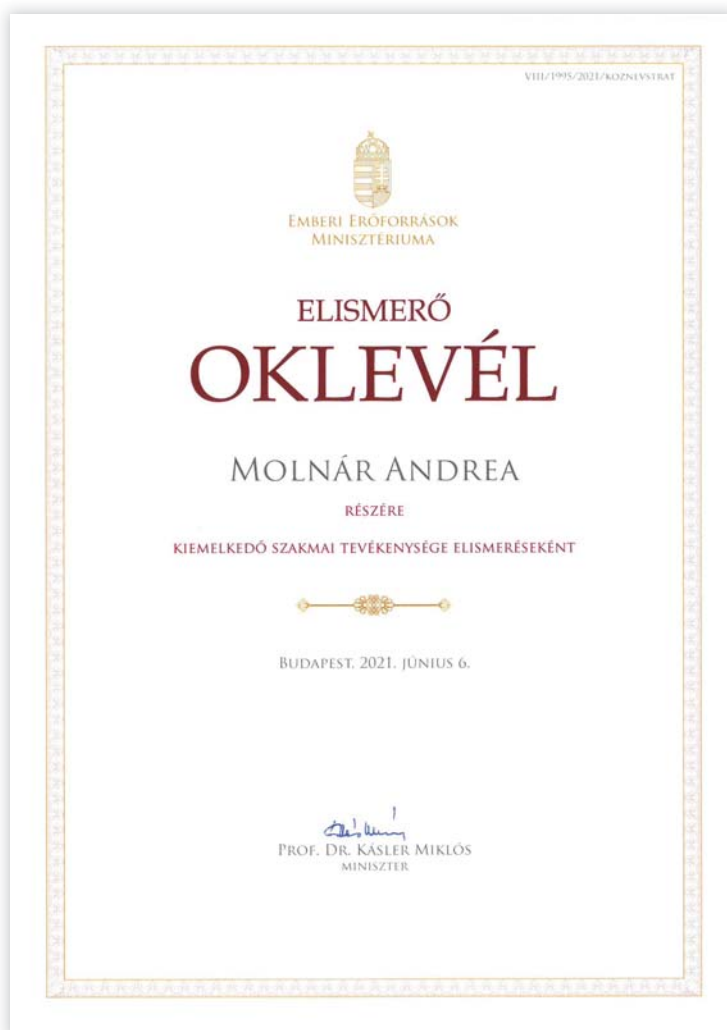 VIII/1995/2021/KOZNEVSTRAT
EMBERI ERŐFORRÁSOK
MINISZTÉRIUMA
ELISMERŐ
OKLEVÉL
MOLNÁR ANDREA
RÉSZÉRE
KIEMELKEDŐ SZAKMAI TEVÉKENYSÉGE ELISMERÉSEKÉNT
BUDAPEST, 2021. JÚNIUS 6.
PROF. DR. KÁSLER MIKLÓS
MINISZTER